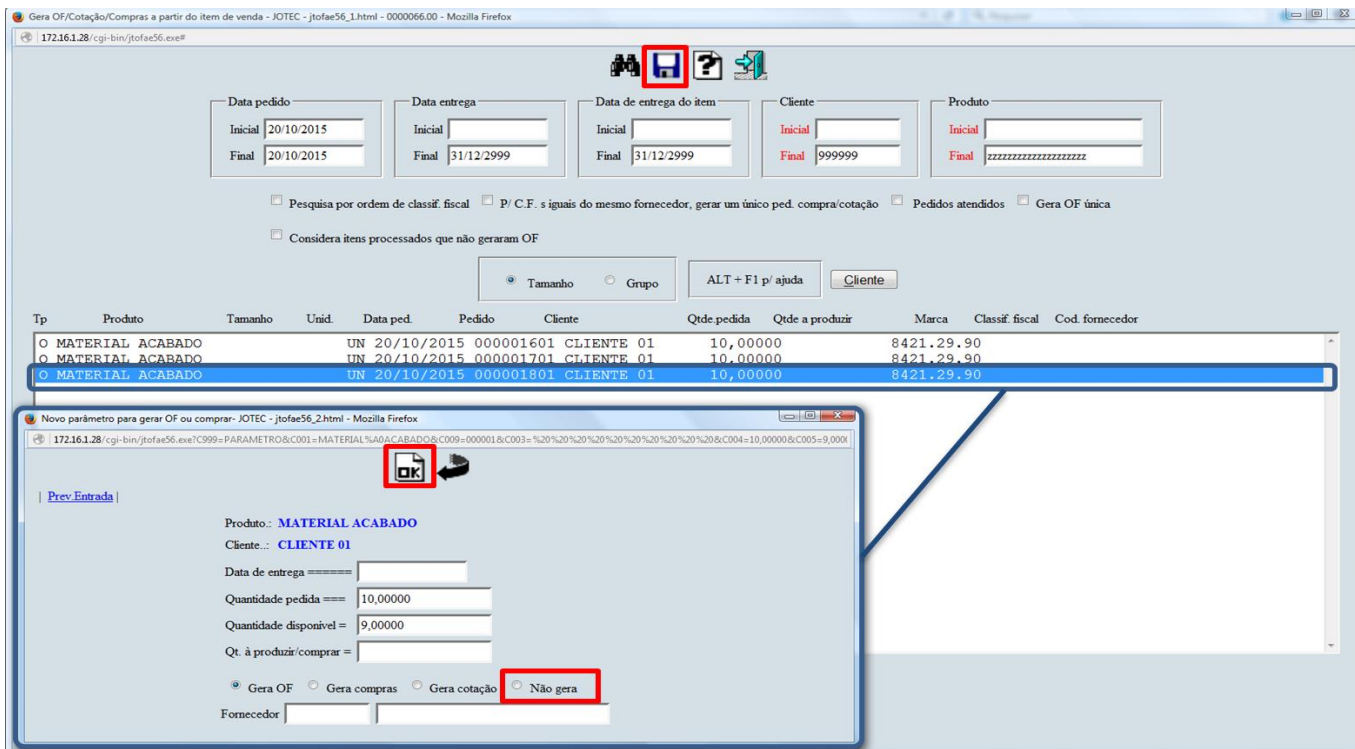 Gera OF/Cotação/Compras a partir do item de venda - JOTEC - jtofae56_1.html - 0000066.00 - Mozilla Firefox
172.16.1.28/cgi-bin/jtofae56.exe#
Data pedido Data entrega Data de entrega do item Cliente Produto
Inicial 20/10/2015 Inicial Inicial Inicial Inicial
Final 20/10/2015 Final 31/12/2999 Final 31/12/2999 Final 999999 Final zzzzzzzzzzzzzzzzzzzz
Pesquisa por ordem de classif. fiscal P/ C.F. s iguais do mesmo fornecedor, gerar um único ped. compra/cotação Pedidos atendidos Gera OF única
Considera itens processados que não geraram OF
Tamanho Grupo ALT + F1 p/ ajuda Cliente
Tp Produto Tamanho Unid. Data ped. Pedido Cliente Qtde.pedida Qtde a produzir Marca Classif. fiscal Cod. fornecedor
O MATERIAL ACABADO UN 20/10/2015 000001601 CLIENTE 01 10,00000 8421.29.90
O MATERIAL ACABADO UN 20/10/2015 000001701 CLIENTE 01 10,00000 8421.29.90
O MATERIAL ACABADO UN 20/10/2015 000001801 CLIENTE 01 10,00000 8421.29.90
Novo parâmetro para gerar OF ou comprar- JOTEC - jtofae56_2.html - Mozilla Firefox
172.16.1.28/cgi-bin/jtofae56.exe?C999=PARAMETRO&C001=MATERIAL%A0ACABADO&C009=000001&C003=%20%20%20%20%20%20%20%20%20%20&C004=10,00000&C005=9,000
OK
| Prev.Entrada |
Produto.: MATERIAL ACABADO
Cliente..: CLIENTE 01
Data de entrega ======
Quantidade pedida === 10,00000
Quantidade disponivel = 9,00000
Qt. à produzir/comprar =
Gera OF Gera compras Gera cotação Não gera
Fornecedor